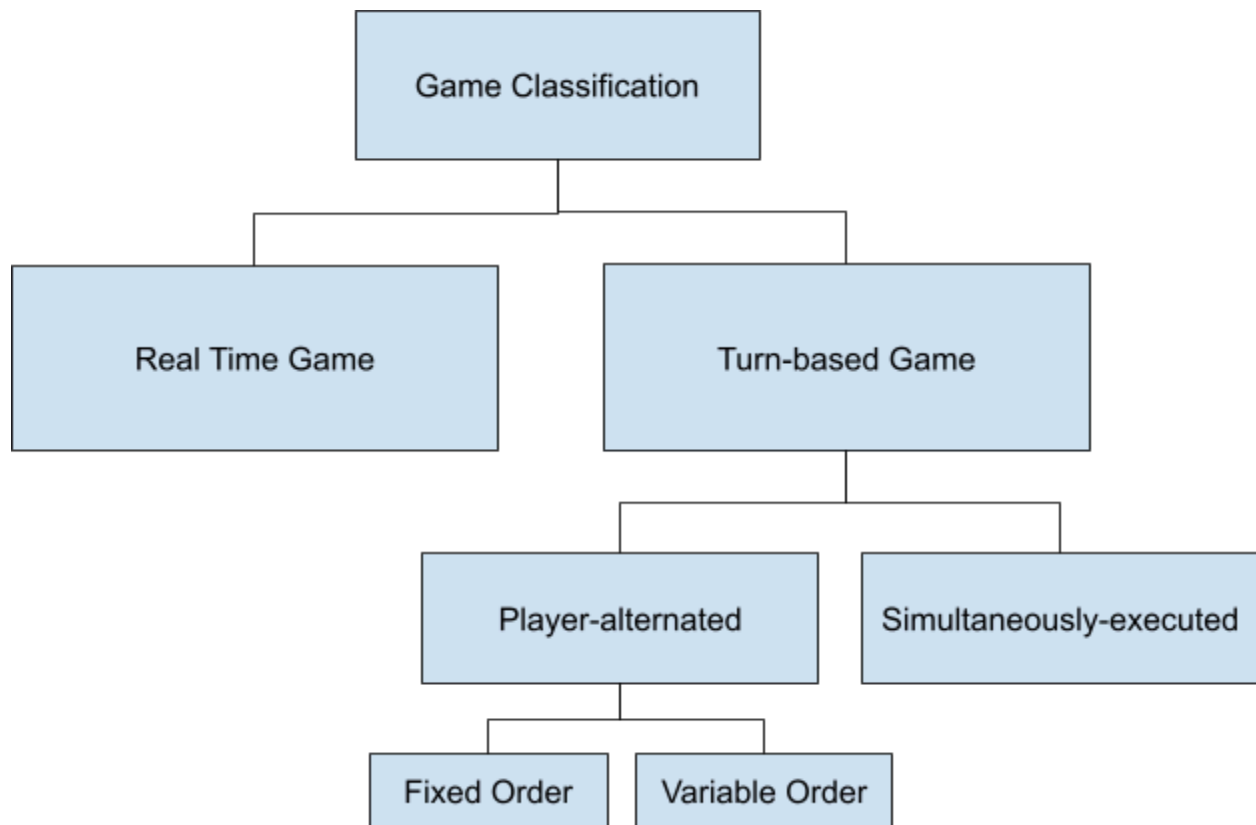 Game Classification
Real Time Game
Turn-based Game
Player-alternated
Simultaneously-executed
Fixed Order
Variable Order